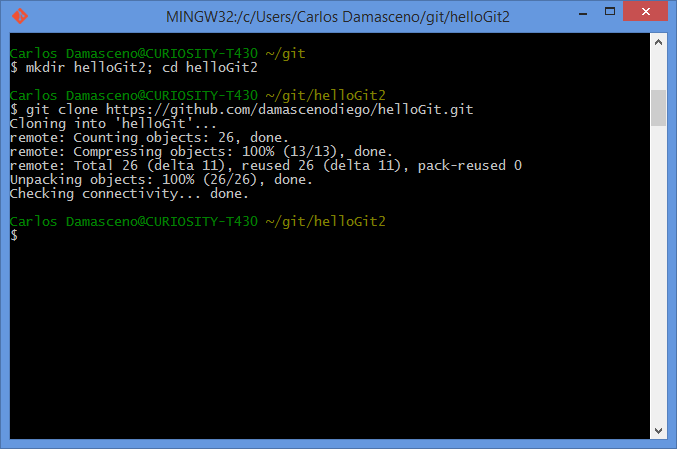 MINGW32:/c/Users/Carlos Damasceno/git/helloGit2
Carlos Damasceno@CURIOSITY-T430 ~/git
$ mkdir helloGit2; cd helloGit2
Carlos Damasceno@CURIOSITY-T430 ~/git/helloGit2
$ git clone https://github.com/damascenodiego/helloGit.git
Cloning into 'helloGit'...
remote: Counting objects: 26, done.
remote: Compressing objects: 100% (13/13), done.
remote: Total 26 (delta 11), reused 26 (delta 11), pack-reused 0
Unpacking objects: 100% (26/26), done.
Checking connectivity... done.
Carlos Damasceno@CURIOSITY-T430 ~/git/helloGit2
$